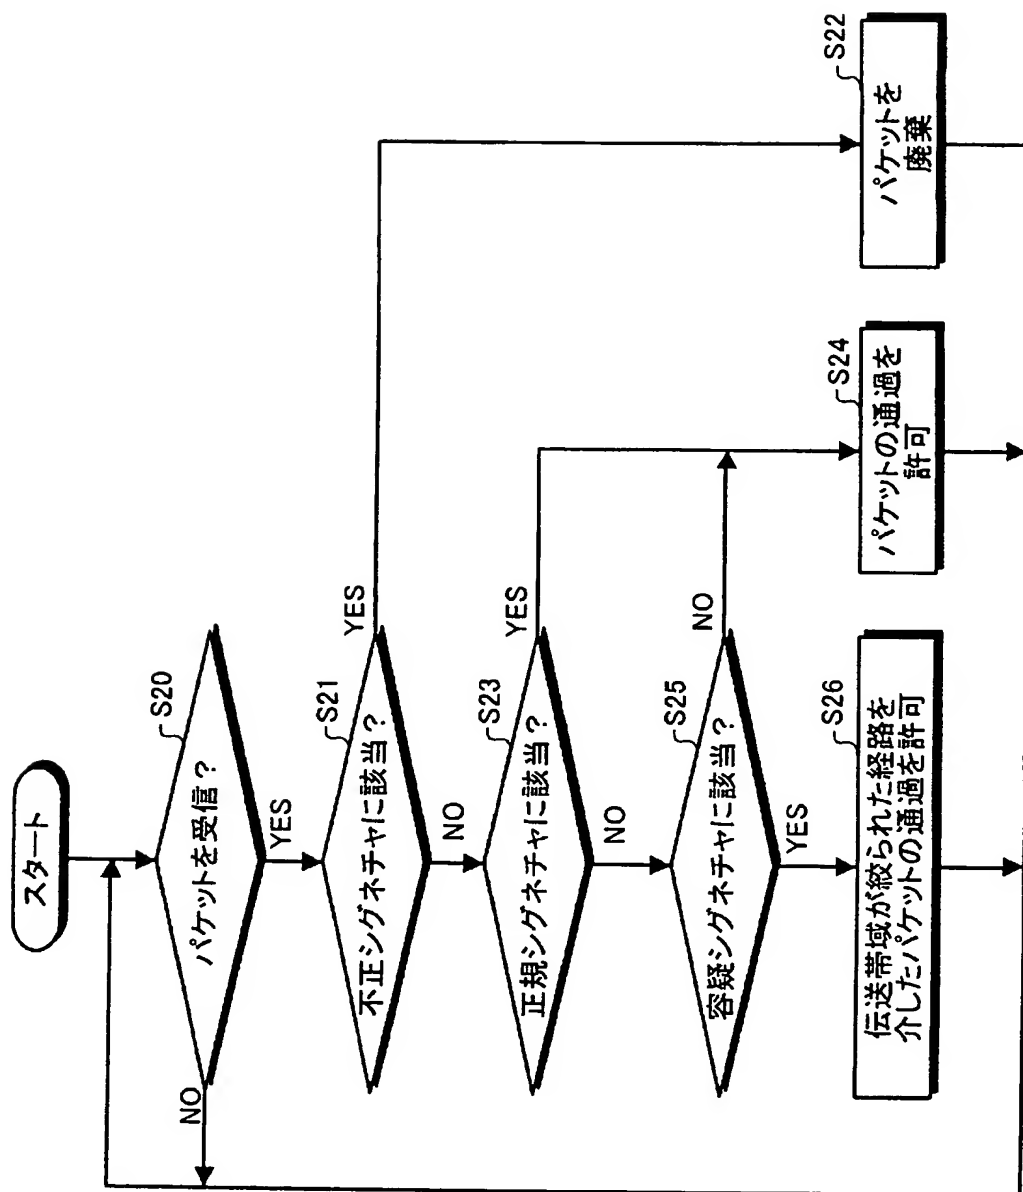 スタート
S20
パケットを受信？
NO
YES
S21
不正シグネチャに該当？
YES
NO
S23
正規シグネチャに該当？
YES
NO
S25
容疑シグネチャに該当？
NO
YES
S26
伝送帯域が絞られた経路を
介したパケットの通過を許可
S24
パケットの通過を
許可
S22
パケットを
廃棄